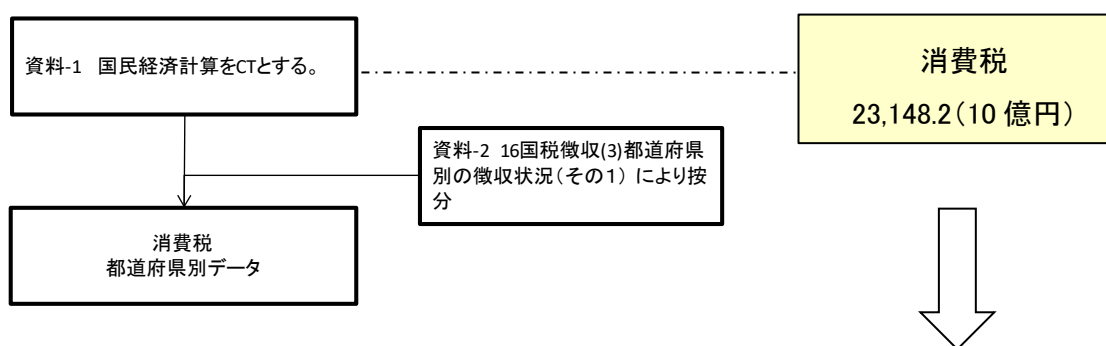 資料-1　国民経済計算をCTとする。
消費税
23,148.2（10 億円）
資料-2 16国税徴収(3)都道府県
別の徴収状況（その１）により按
分
消費税
都道府県別データ